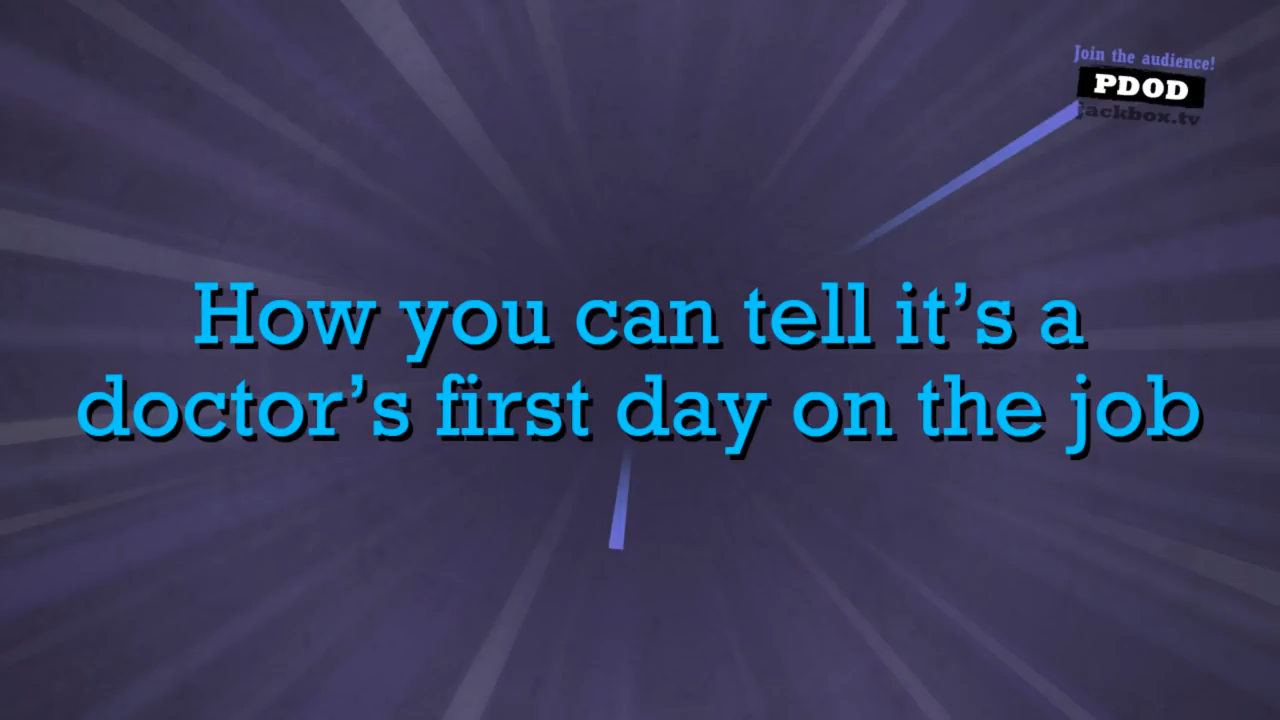 Join the audience!
PDOD
jackbox.tv
How you can tell it’s a
doctor’s first day on the job